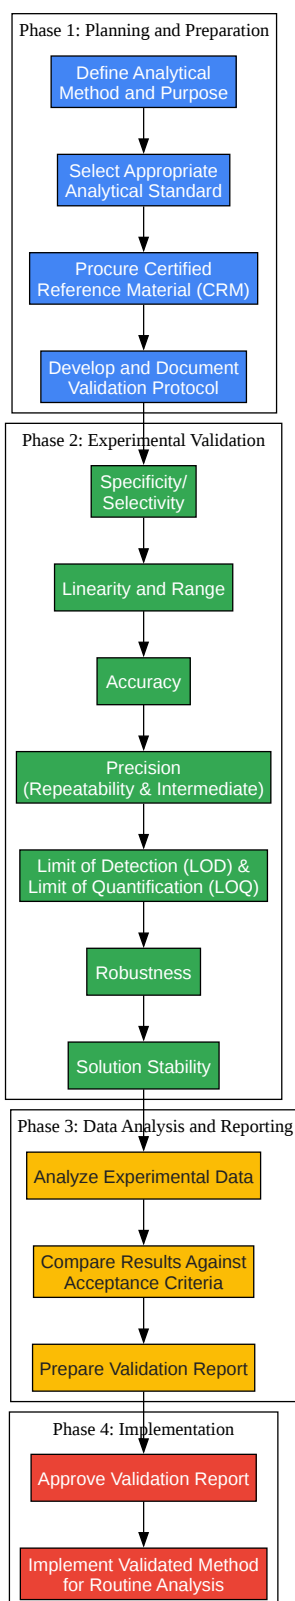 Phase 1: Planning and Preparation
Define Analytical
Method and Purpose
Select Appropriate
Analytical Standard
Procure Certified
Reference Material (CRM)
Develop and Document
Validation Protocol
Phase 2: Experimental Validation
Specificity/
Selectivity
Linearity and Range
Accuracy
Precision
(Repeatability & Intermediate)
Limit of Detection (LOD) &
Limit of Quantification (LOQ)
Robustness
Solution Stability
Phase 3: Data Analysis and Reporting
Analyze Experimental Data
Compare Results Against
Acceptance Criteria
Prepare Validation Report
Phase 4: Implementation
Approve Validation Report
Implement Validated Method
for Routine Analysis